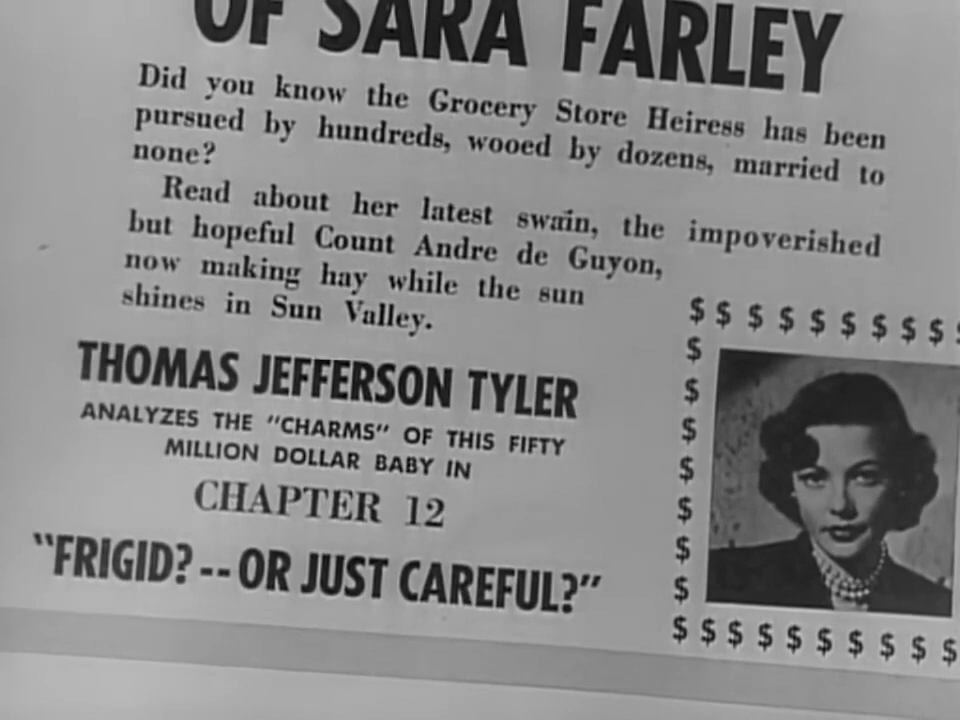 OF SARA FARLEY
Did you know the Grocery Store Heiress has been
pursued by hundreds, wooed by dozens, married to
none?
Read about her latest swain, the impoverished
but hopeful Count Andre de Guyon,
now making hay while the sun
shines in Sun Valley.
THOMAS JEFFERSON TYLER
ANALYZES THE "CHARMS" OF THIS FIFTY
MILLION DOLLAR BABY IN
CHAPTER 12
"FRIGID?--OR JUST CAREFUL?"
$ $ $ $ $ $ $ $ $
$
$
$
$
$
$
$
$ $ $ $ $ $ $ $ $ $